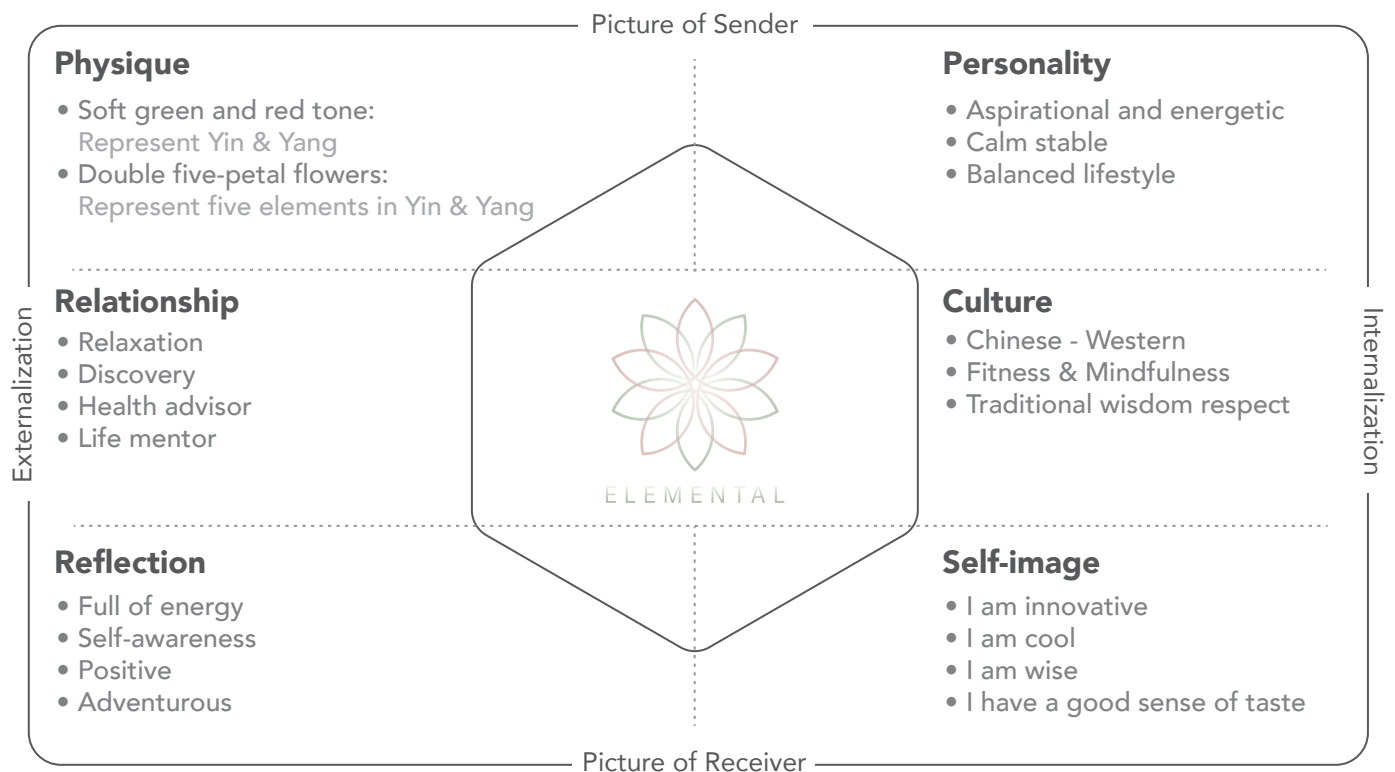 Picture of Sender
Physique
• Soft green and red tone:
Represent Yin & Yang
• Double five-petal flowers:
Represent five elements in Yin & Yang
Personality
• Aspirational and energetic
• Calm stable
• Balanced lifestyle
Externalization
Relationship
• Relaxation
• Discovery
• Health advisor
• Life mentor
ELEMENTAL
Culture
• Chinese - Western
• Fitness & Mindfulness
• Traditional wisdom respect
Internalization
Reflection
• Full of energy
• Self-awareness
• Positive
• Adventurous
Self-image
• I am innovative
• I am cool
• I am wise
• I have a good sense of taste
Picture of Receiver